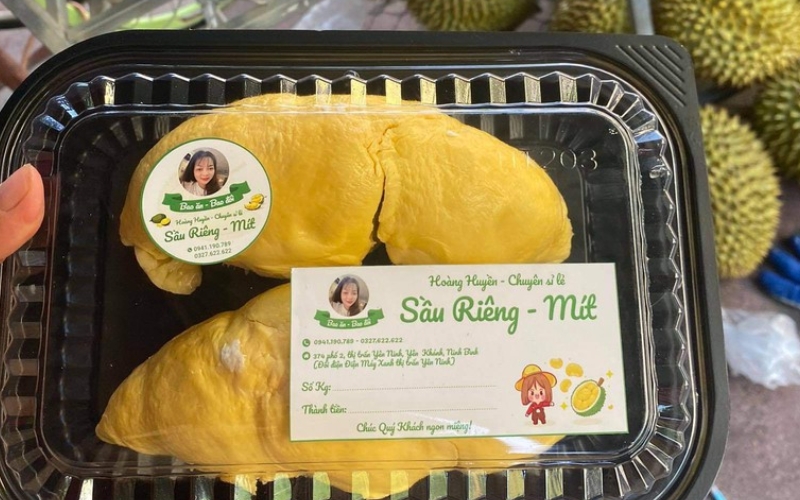 1203
Bao ăn - Bao đổi
Hoàng Huyền - Chuyên sỉ lẻ
Sầu Riêng - Mít
0941.190.789
0327.622.622
Hoàng Huyền - Chuyên sỉ lẻ
Sầu Riêng - Mít
Bao ăn - Bao đổi
0941.190.789 - 0327.622.622
374 phố 2, thị trấn Yên Ninh, Yên Khánh, Ninh Bình
(Đối diện Điện Máy Xanh thị trấn Yên Ninh)
Số Kg:
Thành tiền:
Chúc Quý Khách ngon miệng!